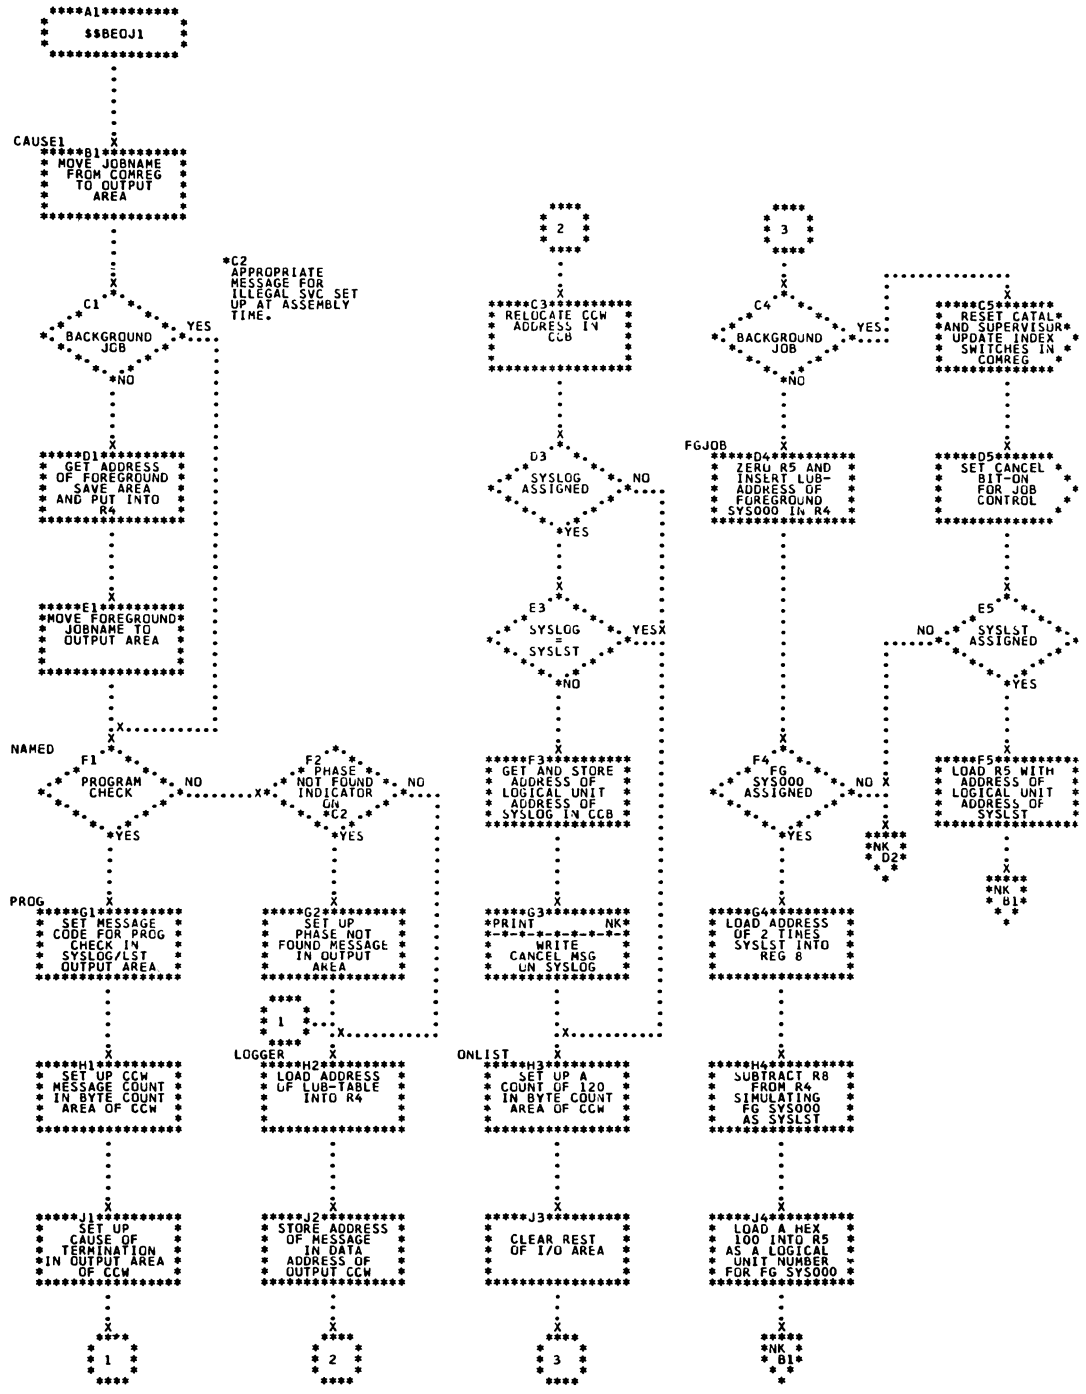 A1
$$BEOJ1
CAUSE1
B1
MOVE JOBNAME
FROM COMREG
TO OUTPUT
AREA
*C2
APPROPRIATE
MESSAGE FOR
ILLEGAL SVC SET
UP AT ASSEMBLY
TIME.
C1
BACKGROUND
JOB
YES
NO
D1
GET ADDRESS
OF FOREGROUND
SAVE AREA
AND PUT INTO
R4
E1
MOVE FOREGROUND
JOBNAME TO
OUTPUT AREA
NAMED
F1
PROGRAM
CHECK
NO
YES
PROG
G1
SET MESSAGE
CODE FOR PROG
CHECK IN
SYSLOG/LST
OUTPUT AREA
H1
SET UP CCW
MESSAGE COUNT
IN BYTE COUNT
AREA OF CCW
J1
SET UP
CAUSE OF
TERMINATION
IN OUTPUT AREA
OF CCW
1
F2
PHASE
NOT FOUND
INDICATOR
ON
*C2
NO
YES
G2
SET UP
PHASE NOT
FOUND MESSAGE
IN OUTPUT
AREA
1
LOGGER
H2
LOAD ADDRESS
OF LUB-TABLE
INTO R4
J2
STORE ADDRESS
OF MESSAGE
IN DATA
ADDRESS OF
OUTPUT CCW
2
2
C3
RELOCATE CCW
ADDRESS IN
CCB
D3
SYSLOG
ASSIGNED
NO
YES
E3
SYSLOG
=
SYSLST
YES
NO
F3
GET AND STORE
ADDRESS OF
LOGICAL UNIT
ADDRESS OF
SYSLOG IN CCB
G3
*PRINT NK*
WRITE
CANCEL MSG
ON SYSLOG
ONLIST
H3
SET UP A
COUNT OF 120
IN BYTE COUNT
AREA OF CCW
J3
CLEAR REST
OF I/O AREA
3
3
C4
BACKGROUND
JOB
YES
NO
FGJOB
D4
ZERO R5 AND
INSERT LUB-
ADDRESS OF
FOREGROUND
SYS000 IN R4
F4
FG
SYS000
ASSIGNED
NO
YES
NK
D2
G4
LOAD ADDRESS
OF 2 TIMES
SYSLST INTO
REG 8
H4
SUBTRACT R8
FROM R4
SIMULATING
FG SYS000
AS SYSLST
J4
LOAD A HEX
100 INTO R5
AS A LOGICAL
UNIT NUMBER
FOR FG SYS000
NK
B1
C5
RESET CATAL
AND SUPERVISUR
UPDATE INDEX
SWITCHES IN
COMREG
D5
SET CANCEL
BIT-ON
FOR JOB
CONTROL
E5
SYSLST
ASSIGNED
NO
YES
F5
LOAD R5 WITH
ADDRESS OF
LOGICAL UNIT
ADDRESS OF
SYSLST
NK
B1